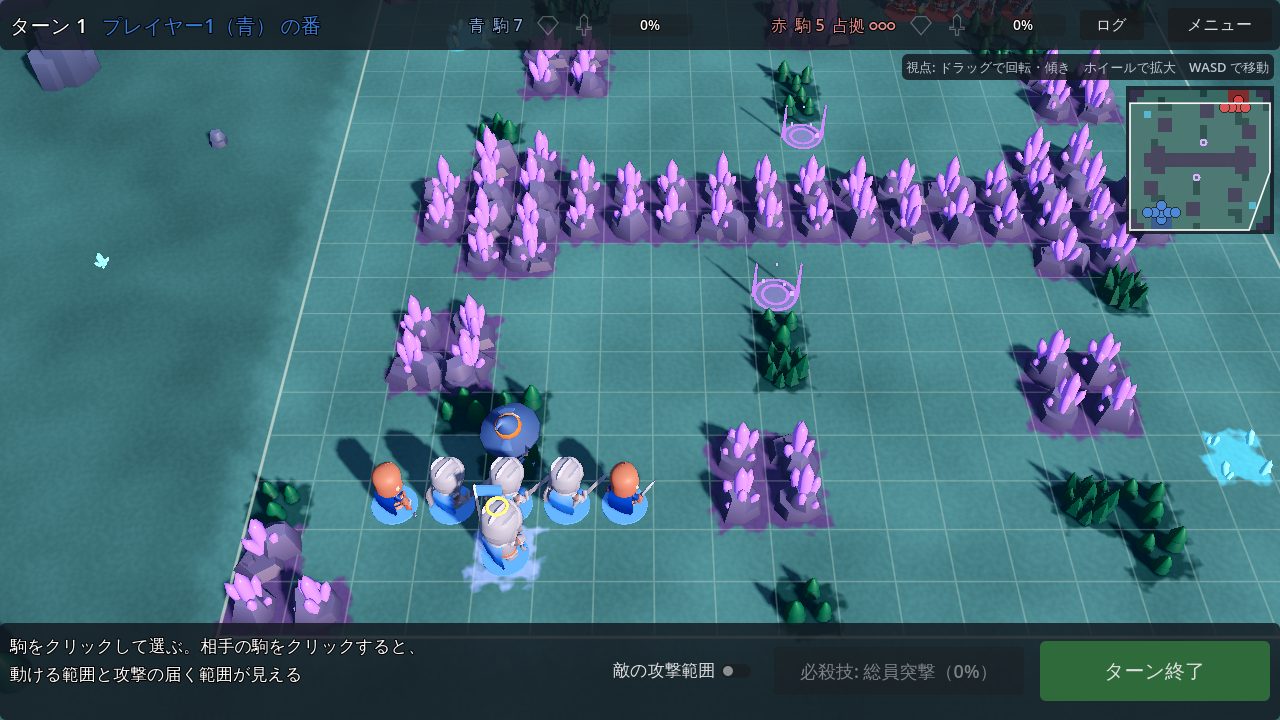 ターン 1 プレイヤー1（青） の番 青 駒 7 0% 赤 駒 5 占拠 0% ログ メニュー
視点: ドラッグで回転・傾き ホイールで拡大 WASD で移動
駒をクリックして選ぶ。相手の駒をクリックすると、
動ける範囲と攻撃の届く範囲が見える
敵の攻撃範囲 必殺技: 総員突撃（0%） ターン終了